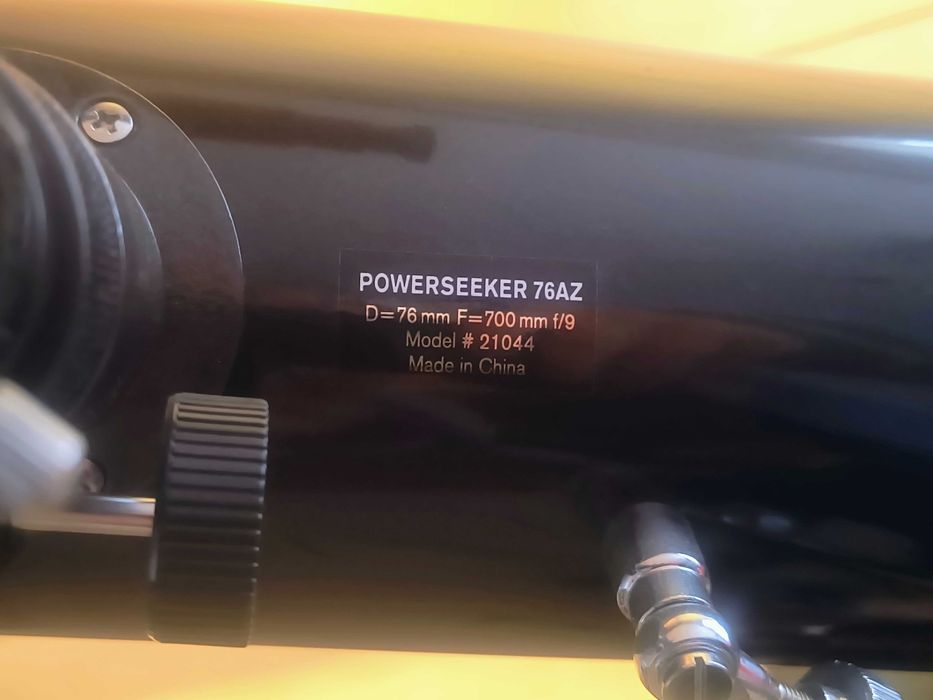 POWERSEEKER 76AZ
D=76 mm F=700 mm f/9
Model # 21044
Made in China